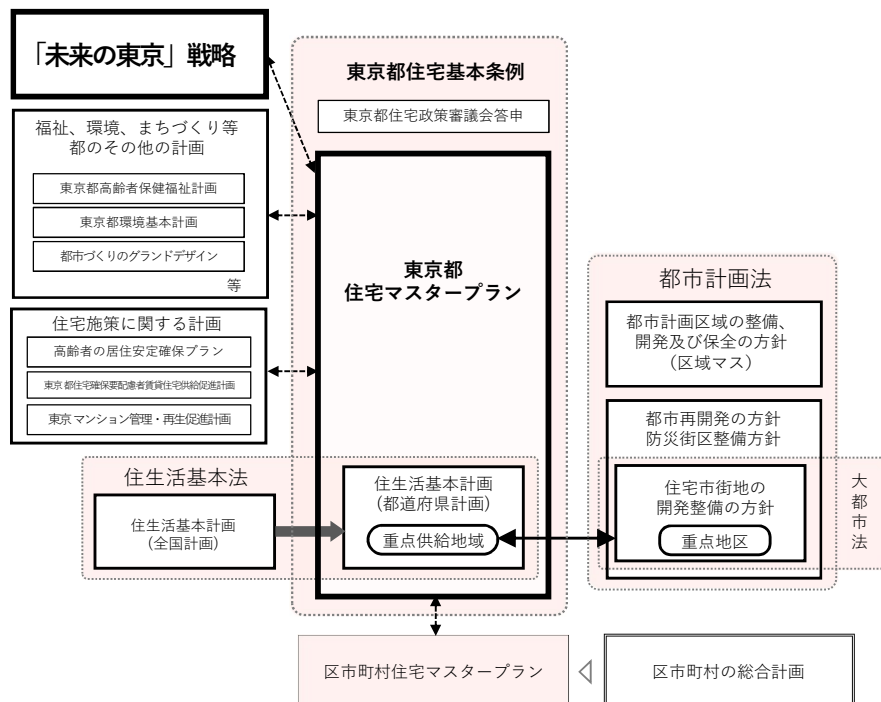 「未来の東京」戦略
福祉、環境、まちづくり等
都のその他の計画
東京都高齢者保健福祉計画
東京都環境基本計画
都市づくりのグランドデザイン
等
住宅施策に関する計画
高齢者の居住安定確保プラン
東京都住宅確保要配慮者賃貸住宅供給促進計画
東京マンション管理・再生促進計画
東京都住宅基本条例
東京都住宅政策審議会答申
東京都
住宅マスタープラン
住生活基本法
住生活基本計画
(全国計画)
住生活基本計画
(都道府県計画)
重点供給地域
都市計画法
都市計画区域の整備、
開発及び保全の方針
(区域マス)
都市再開発の方針
防災街区整備方針
住宅市街地の
開発整備の方針
重点地区
大都市法
区市町村住宅マスタープラン
区市町村の総合計画